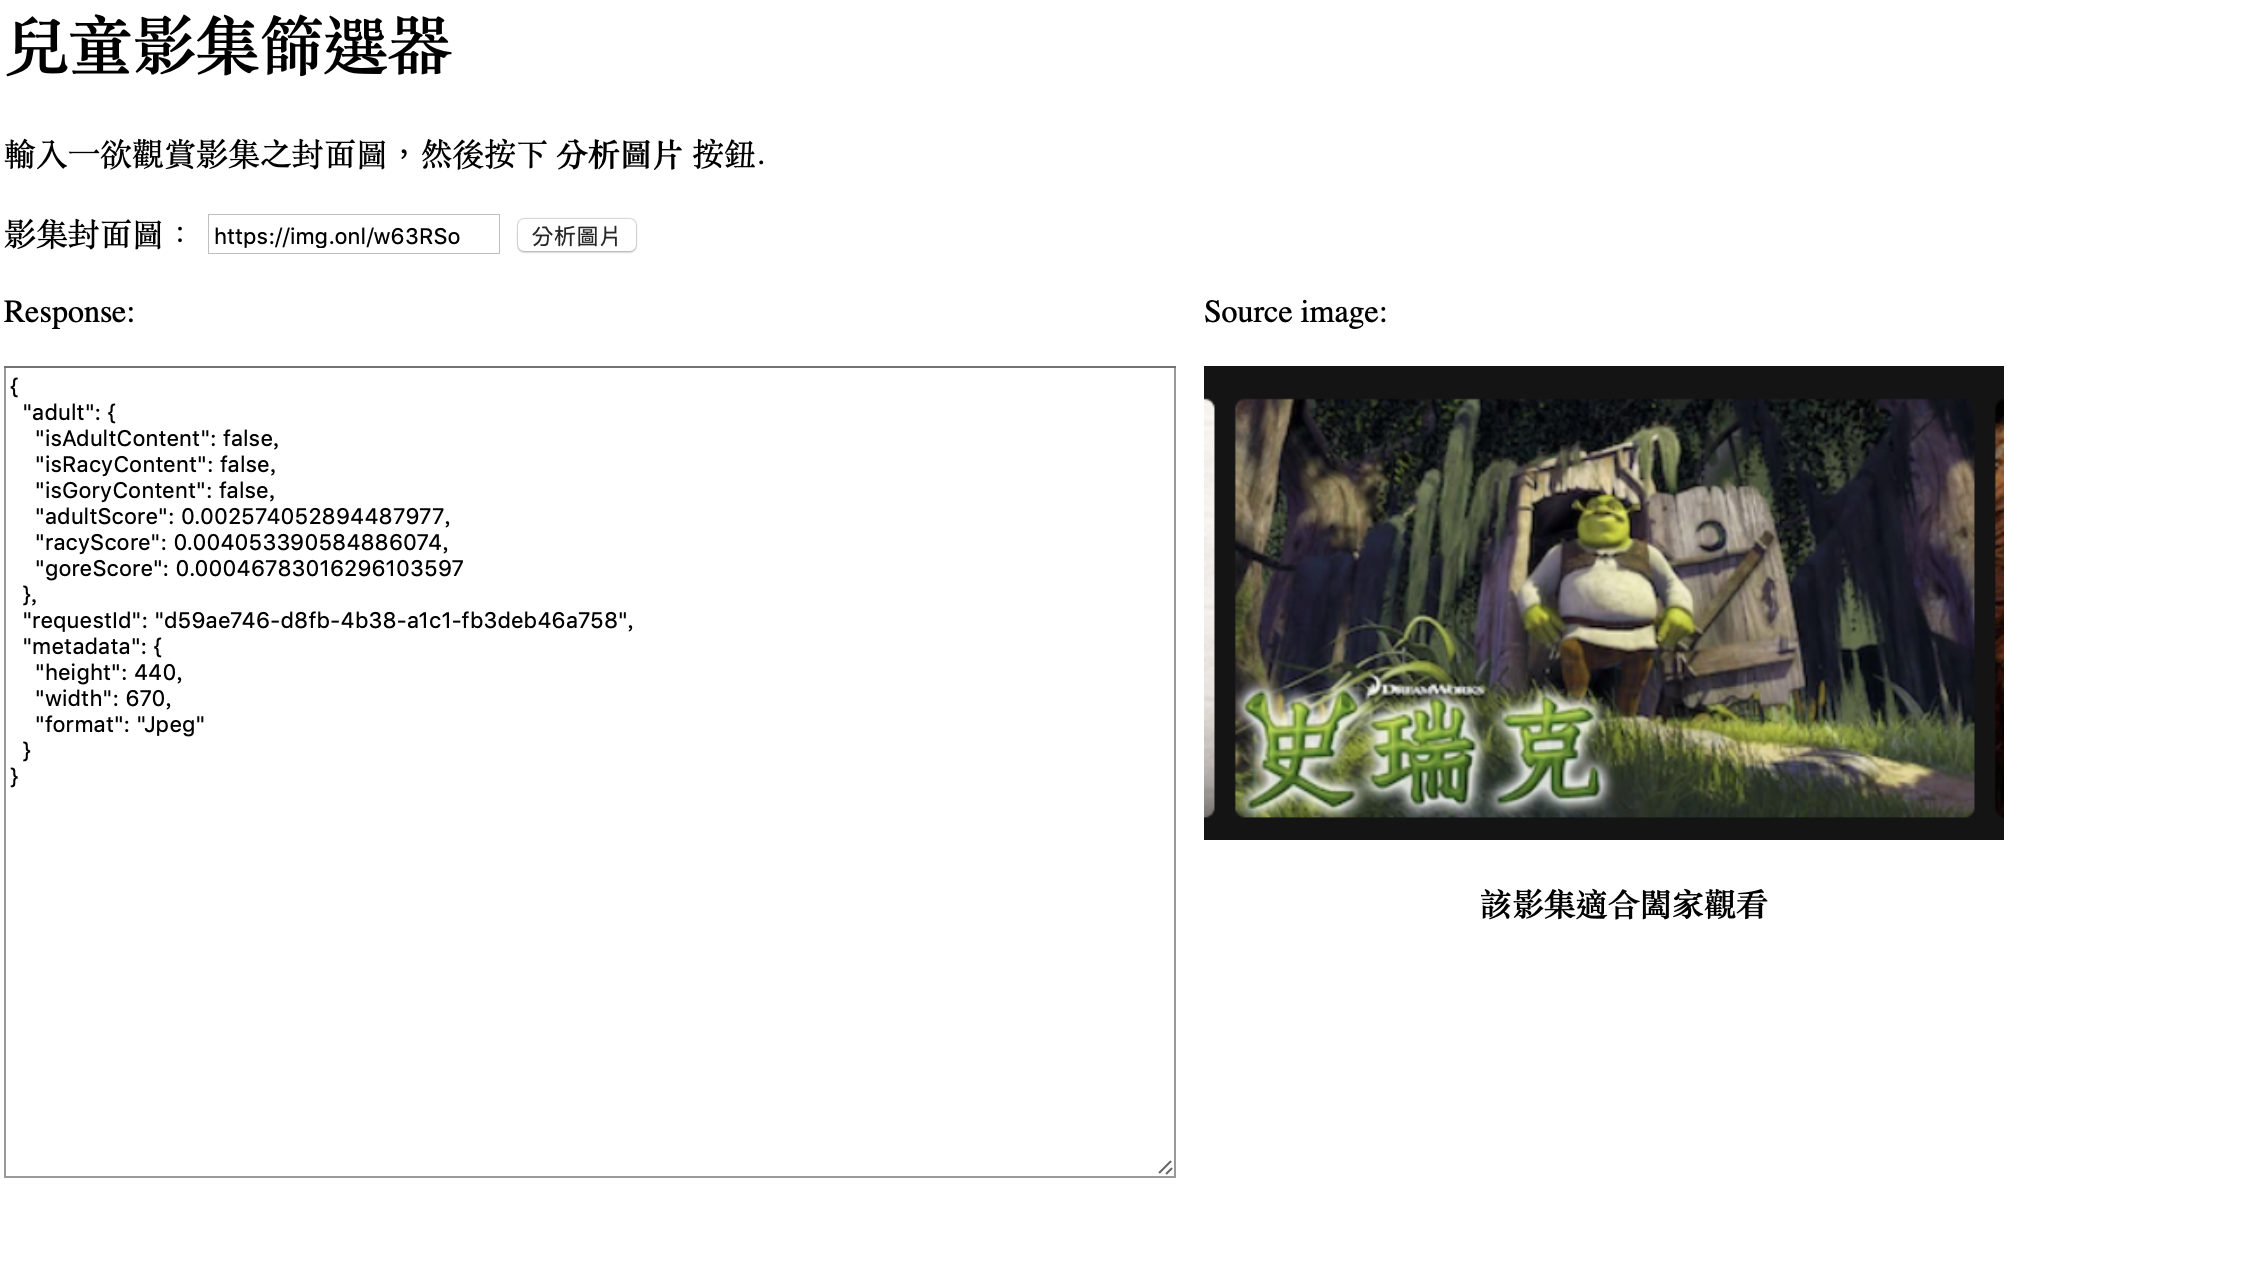 兒童影集篩選器
輸入一欲觀賞影集之封面圖，然後按下 分析圖片 按鈕.
影集封面圖： https://img.onl/w63RSo 分析圖片
Response:
{
  "adult": {
    "isAdultContent": false,
    "isRacyContent": false,
    "isGoryContent": false,
    "adultScore": 0.002574052894487977,
    "racyScore": 0.004053390584886074,
    "goreScore": 0.00046783016296103597
  },
  "requestId": "d59ae746-d8fb-4b38-a1c1-fb3deb46a758",
  "metadata": {
    "height": 440,
    "width": 670,
    "format": "Jpeg"
  }
}
Source image:
DREAMWORKS
史瑞克
該影集適合闔家觀看